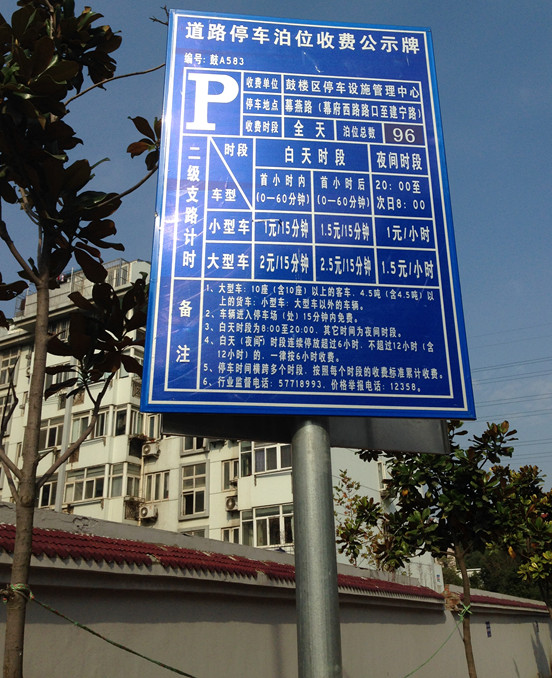 道路停车泊位收费公示牌
编号: 鼓A583
P
收费单位 鼓楼区停车设施管理中心
停车地点 幕燕路 (幕府西路路口至建宁路)
收费时段 全天 泊位总数 96
二级支路计时
时段 车型
白天时段 夜间时段
首小时内 (0—60分钟) 首小时后 (0—60分钟) 20: 00至次日8: 00
小型车 1元/15分钟 1.5元/15分钟 1元/小时
大型车 2元/15分钟 2.5元/15分钟 1.5元/小时
备注
1、大型车: 10座 (含10座) 以上的客车、4.5吨 (含4.5吨) 以
上的货车; 小型车: 大型车以外的车辆。
2、车辆进入停车场 (处) 15分钟内免费。
3、白天时段为8:00至20:00、其它时间为夜间时段。
4、白天 (夜间) 时段连续停放超过6小时、不超过12小时 (含
12小时) 的, 一律按6小时收费。
5、停车时间横跨多个时段, 按照每个时段的收费标准累计收费。
6、行业监督电话: 57718993, 价格举报电话: 12358。